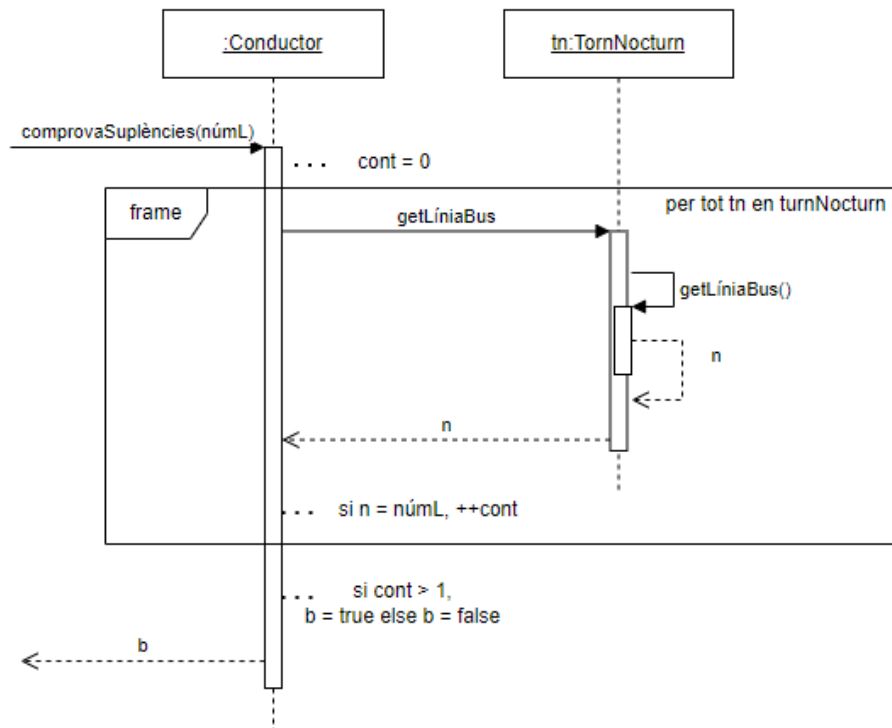 :Conductor
tn:TornNocturn
comprovaSuplències(númL)
... cont = 0
frame
per tot tn en turnNocturn
getLíniaBus
getLíniaBus()
n
n
... si n = númL, ++cont
... si cont > 1,
b = true else b = false
b